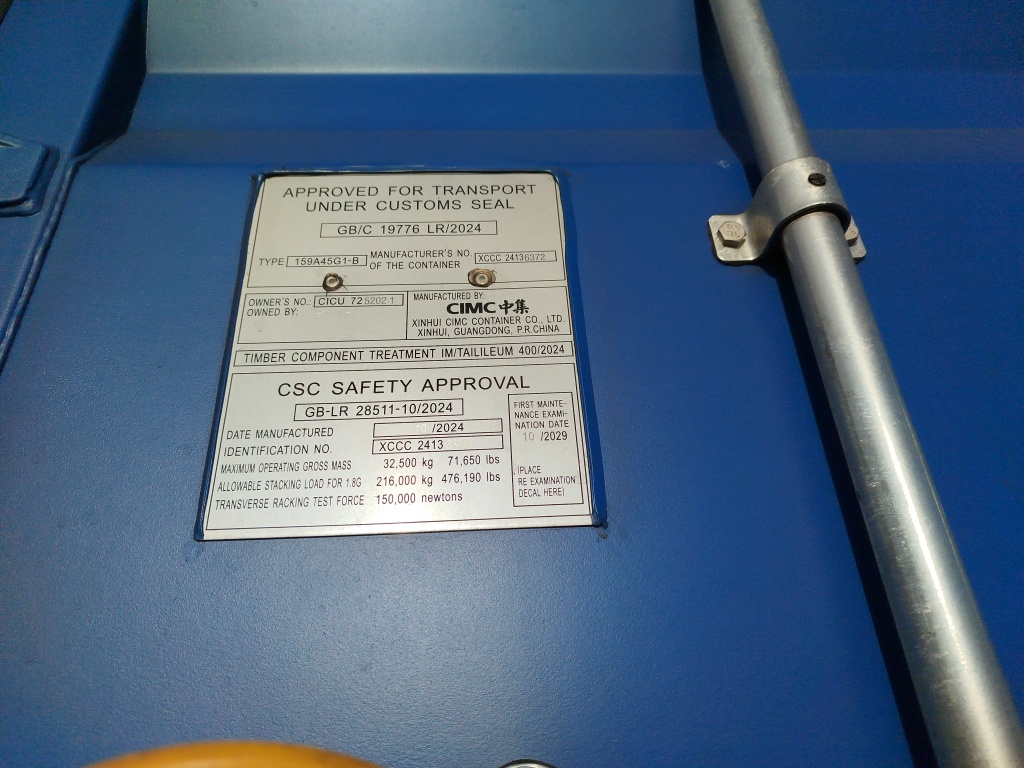 APPROVED FOR TRANSPORT
UNDER CUSTOMS SEAL
GB/C 19776 LR/2024
TYPE 159A45G1-B
MANUFACTURER'S NO.
OF THE CONTAINER
XCCC 24136372
OWNER'S NO.: CICU 725202.1
OWNED BY:
MANUFACTURED BY:
CIMC 中集
XINHUI CIMC CONTAINER CO., LTD.
XINHUI, GUANGDONG, P.R.CHINA
TIMBER COMPONENT TREATMENT IM/TAILILEUM 400/2024
CSC SAFETY APPROVAL
GB-LR 28511-10/2024
DATE MANUFACTURED 10 /2024
IDENTIFICATION NO. XCCC 2413
MAXIMUM OPERATING GROSS MASS 32,500 kg 71,650 lbs
ALLOWABLE STACKING LOAD FOR 1.8G 216,000 kg 476,190 lbs
TRANSVERSE RACKING TEST FORCE 150,000 newtons
FIRST MAINTE-
NANCE EXAMI-
NATION DATE
10 /2029
(PLACE
RE EXAMINATION
DECAL HERE)